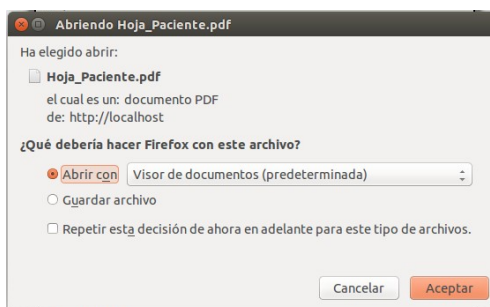 Abriendo Hoja_Paciente.pdf
Ha elegido abrir:
Hoja_Paciente.pdf
el cual es un: documento PDF
de: http://localhost
¿Qué debería hacer Firefox con este archivo?
Abrir con Visor de documentos (predeterminada)
Guardar archivo
Repetir esta decisión de ahora en adelante para este tipo de archivos.
Cancelar Aceptar